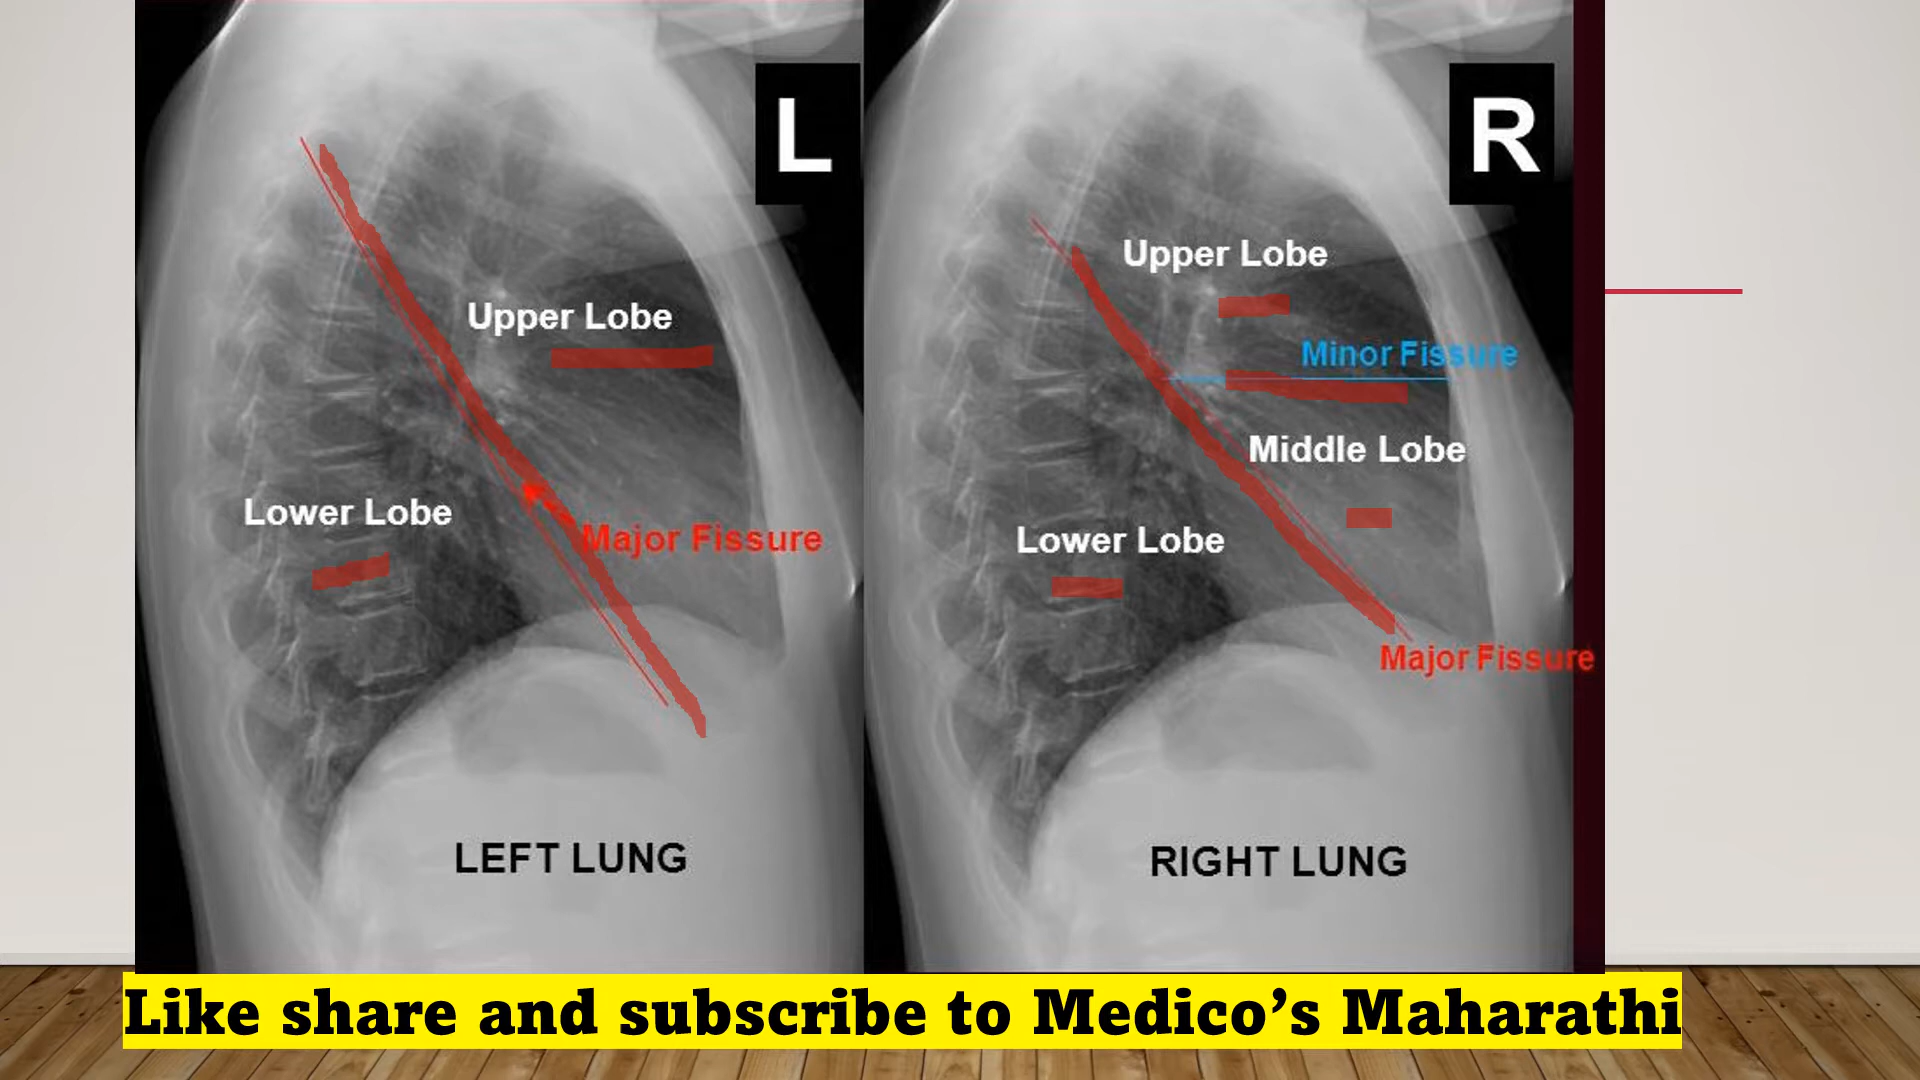 L
Upper Lobe
Lower Lobe
Major Fissure
LEFT LUNG
R
Upper Lobe
Minor Fissure
Middle Lobe
Lower Lobe
Major Fissure
RIGHT LUNG
Like share and subscribe to Medico’s Maharathi